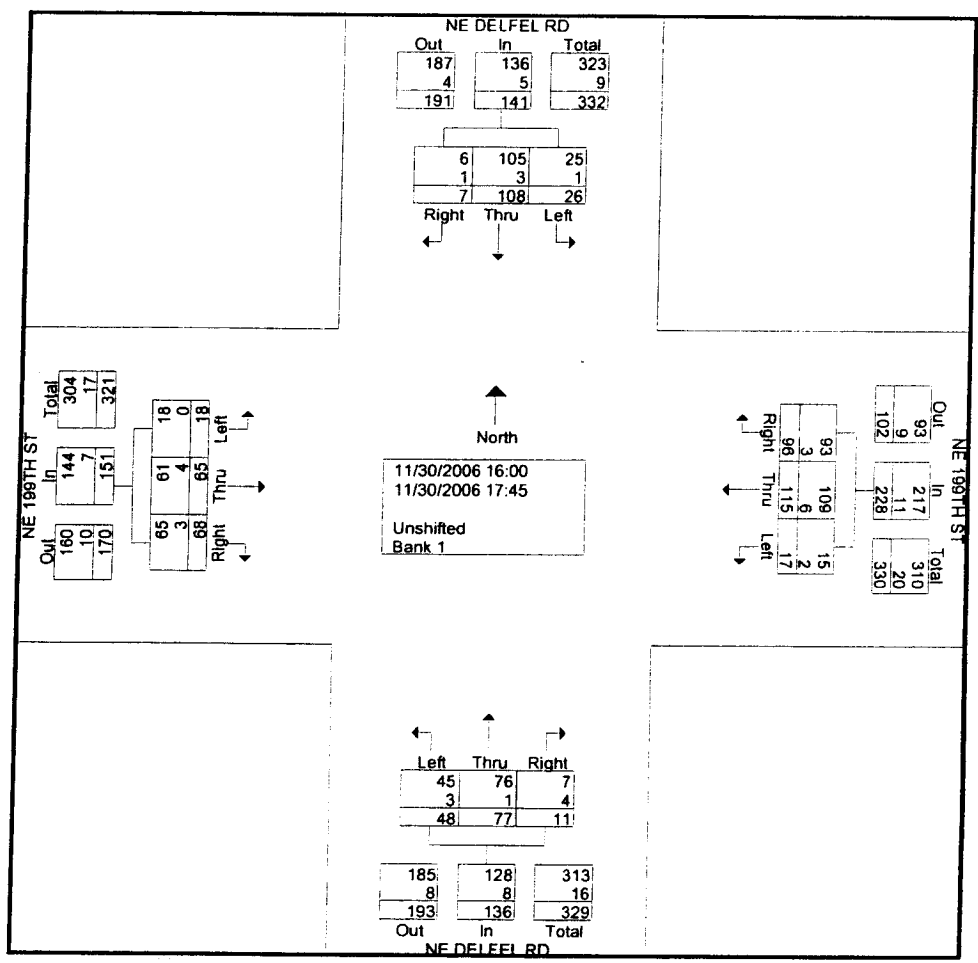 NE DELFEL RD
Out In Total
187 136 323
4 5 9
191 141 332
6 105 25
1 3 1
7 108 26
Right Thru Left
NE 199TH ST
Total
304 17 321
In
144 7 151
Out
160 10 170
18 0 18
Left
61 4 65
Thru
65 3 68
Right
North
11/30/2006 16:00
11/30/2006 17:45
Unshifted
Bank 1
Right
93
3
96
Thru
109
6
115
Left
15
2
17
Out
93
9
102
In
217
11
228
Total
310
20
330
NE 199TH ST
Left Thru Right
45 76 7
3 1 4
48 77 11
185 128 313
8 8 16
193 136 329
Out In Total
NE DELFEL RD